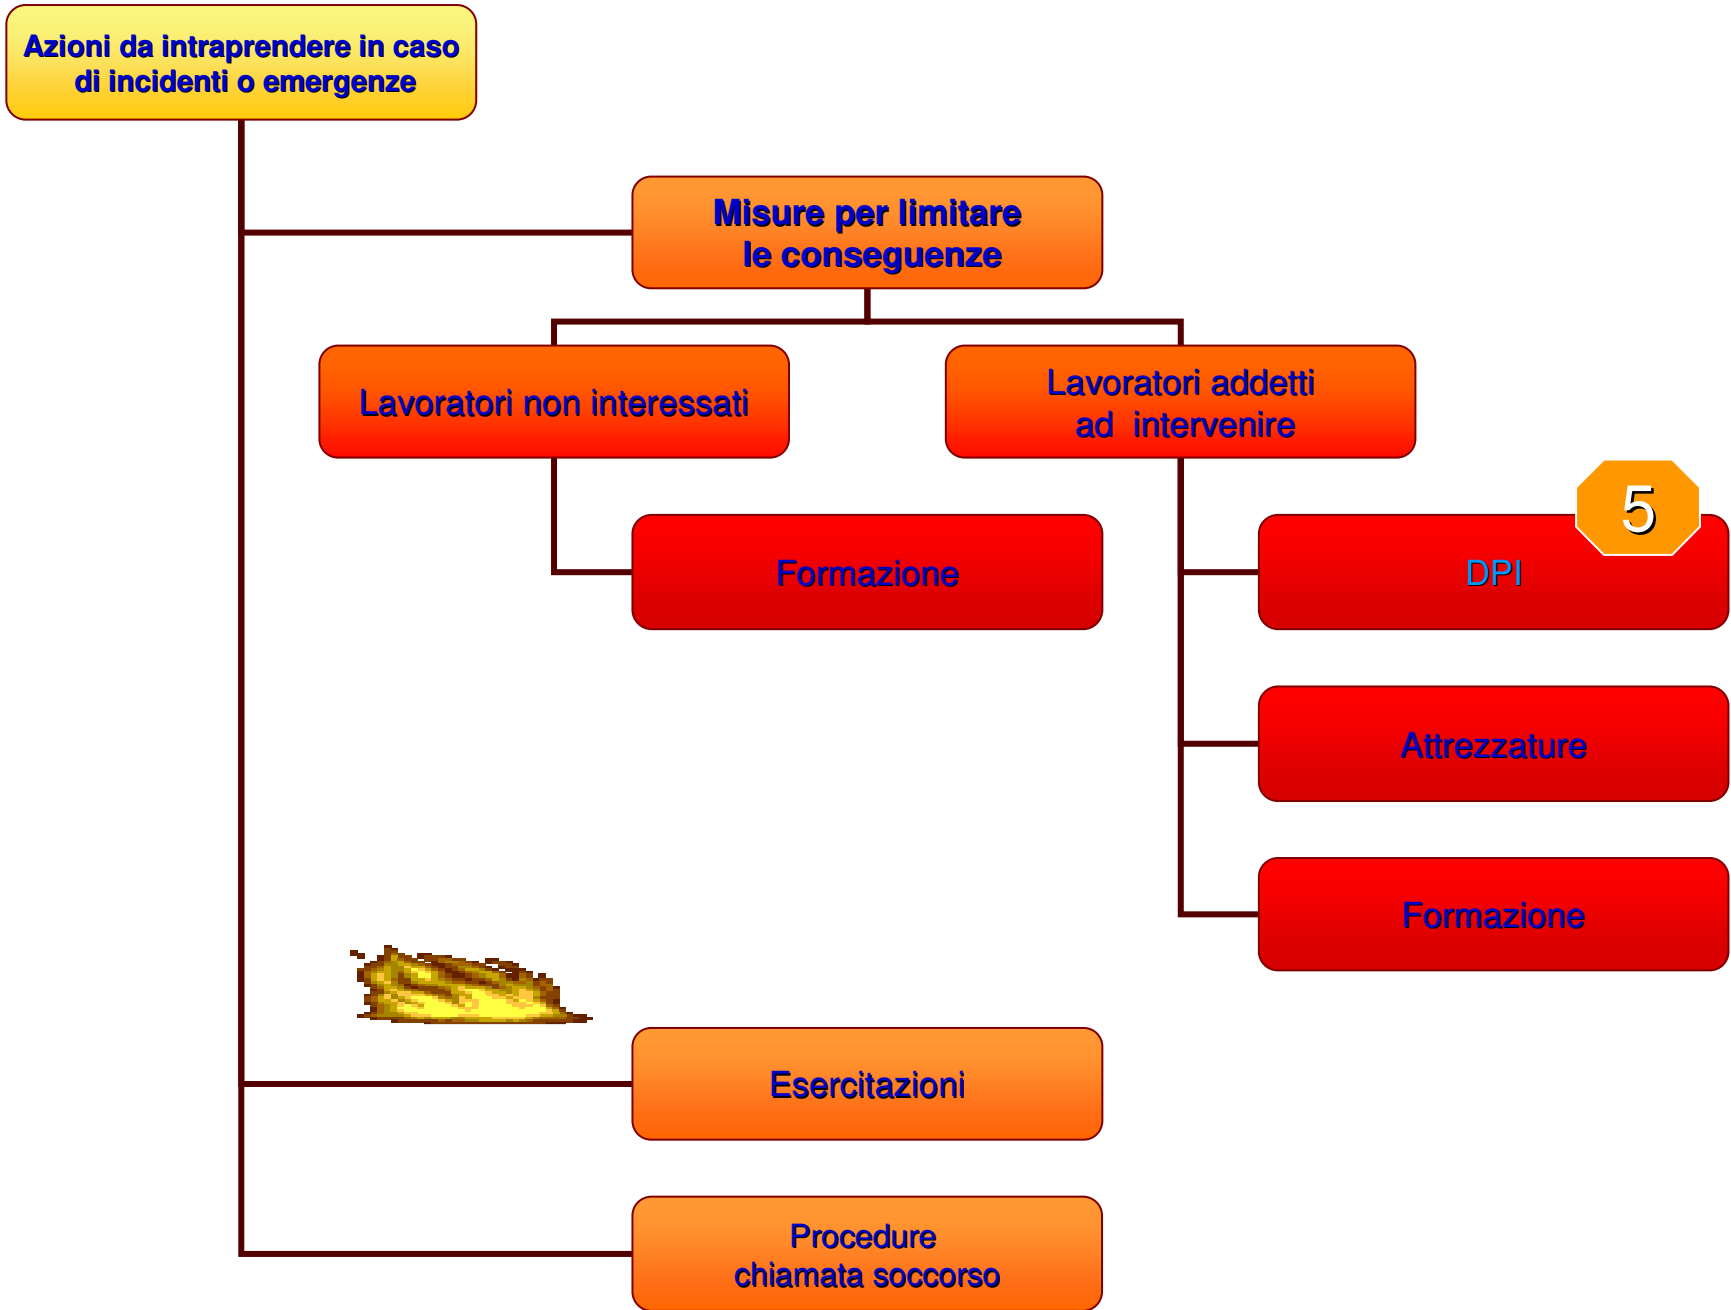 Azioni da intraprendere in caso
di incidenti o emergenze
Misure per limitare
le conseguenze
Lavoratori non interessati
Lavoratori addetti
ad intervenire
5
Formazione
DPI
Attrezzature
Formazione
Esercitazioni
Procedure
chiamata soccorso